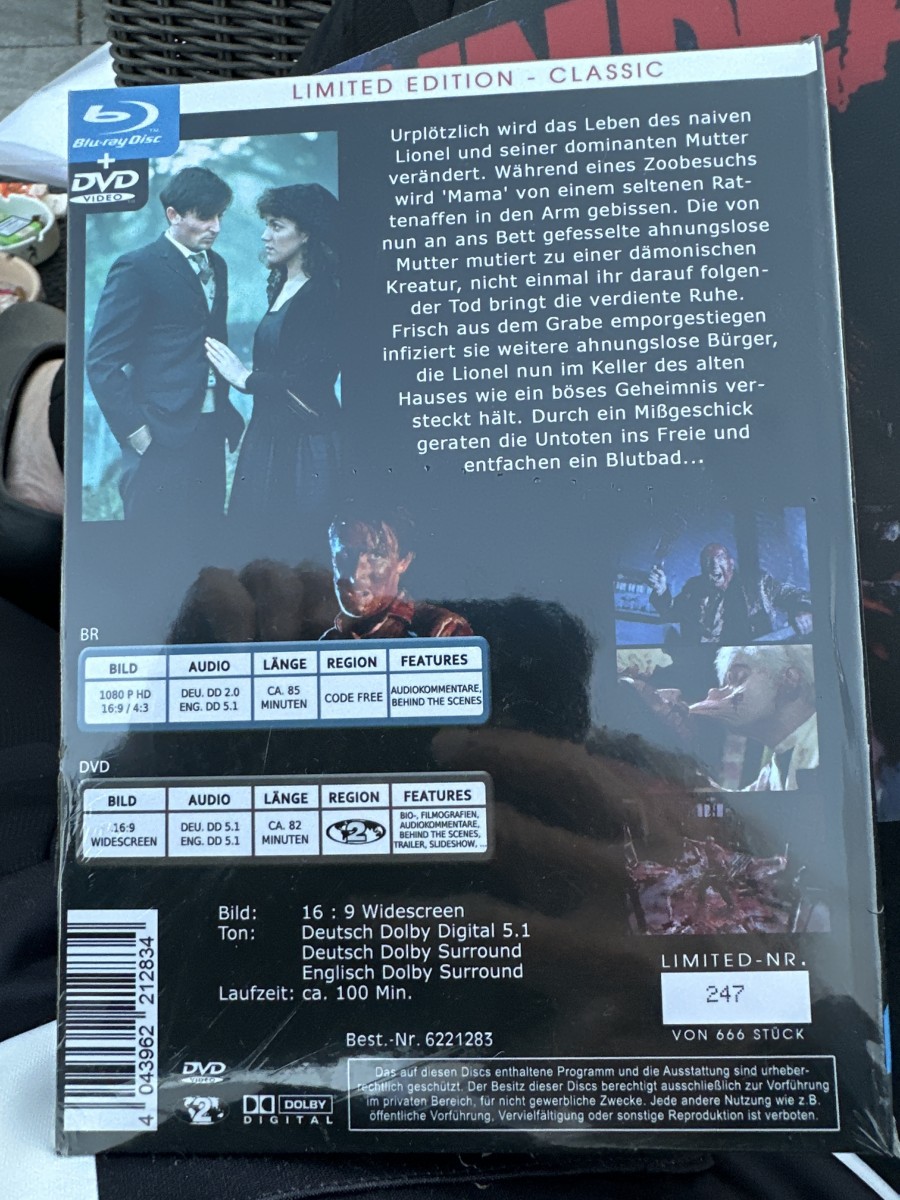 LIMITED EDITION - CLASSIC
Blu-ray Disc
+
DVD
VIDEO
Urplötzlich wird das Leben des naiven
Lionel und seiner dominanten Mutter
verändert. Während eines Zoobesuchs
wird 'Mama' von einem seltenen Rat-
tenaffen in den Arm gebissen. Die von
nun an ans Bett gefesselte ahnungslose
Mutter mutiert zu einer dämonischen
Kreatur, nicht einmal ihr darauf folgen-
der Tod bringt die verdiente Ruhe.
Frisch aus dem Grabe emporgestiegen
infiziert sie weitere ahnungslose Bürger,
die Lionel nun im Keller des alten
Hauses wie ein böses Geheimnis ver-
steckt hält. Durch ein Mißgeschick
geraten die Untoten ins Freie und
entfachen ein Blutbad...
BR
BILD AUDIO LÄNGE REGION FEATURES
1080 P HD DEU. DD 2.0 CA. 85 CODE FREE AUDIOKOMMENTARE,
16:9 / 4:3 ENG. DD 5.1 MINUTEN BEHIND THE SCENES
DVD
BILD AUDIO LÄNGE REGION FEATURES
16:9 DEU. DD 5.1 CA. 82 2 BIO-, FILMOGRAFIEN,
WIDESCREEN ENG. DD 5.1 MINUTEN AUDIOKOMMENTARE,
BEHIND THE SCENES,
TRAILER, SLIDESHOW, ...
Bild: 16 : 9 Widescreen
Ton: Deutsch Dolby Digital 5.1
Deutsch Dolby Surround
Englisch Dolby Surround
Laufzeit: ca. 100 Min.
LIMITED-NR.
247
VON 666 STÜCK
Best.-Nr. 6221283
4 043962 212834
DVD
VIDEO
2
DOLBY
DIGITAL
Das auf diesen Discs enthaltene Programm und die Ausstattung sind urheber-
rechtlich geschützt. Der Besitz dieser Discs berechtigt ausschließlich zur Vorführung
im privaten Bereich, für nicht gewerbliche Zwecke. Jede andere Nutzung wie z.B.
öffentliche Vorführung, Vervielfältigung oder sonstige Reproduktion ist verboten.